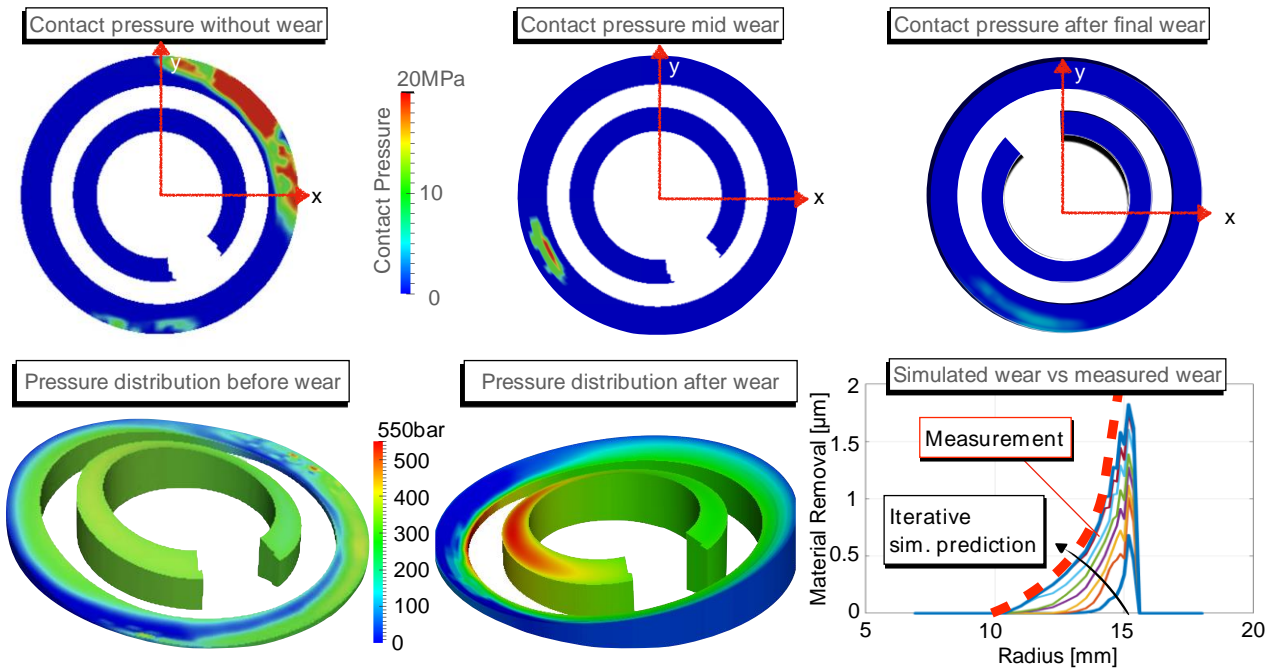 Contact pressure without wear
Contact pressure mid wear
Contact pressure after final wear
y
x
20MPa
10
0
Contact Pressure
y
x
y
x
Pressure distribution before wear
Pressure distribution after wear
Simulated wear vs measured wear
550bar
500
400
300
200
100
0
2
1.5
1
0.5
0
Material Removal [µm]
Measurement
Iterative
sim. prediction
5
10
15
20
Radius [mm]